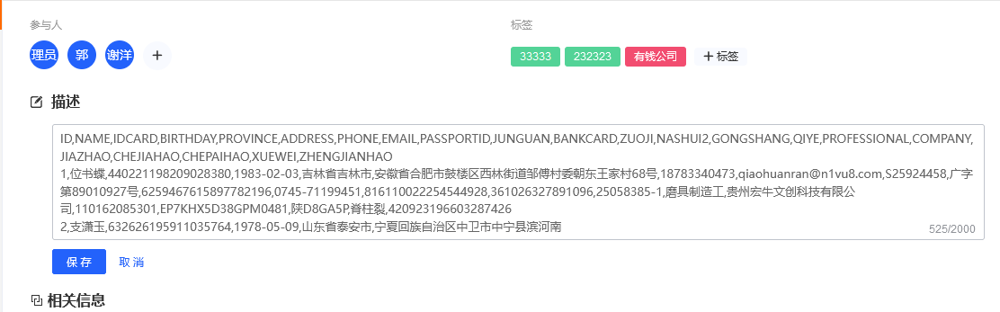 参与人
标签
理员 郭 谢洋 +
33333 232323 有钱公司 + 标签
描述
ID,NAME,IDCARD,BIRTHDAY,PROVINCE,ADDRESS,PHONE,EMAIL,PASSPORTID,JUNGUAN,BANKCARD,ZUOJI,NASHUI2,GONGSHANG,QIYE,PROFESSIONAL,COMPANY,
JIAZHAO,CHEJIAHAO,CHEPAIHAO,XUEWEI,ZHENGJIANHAO
1,位书蝶,440221198209028380,1983-02-03,吉林省吉林市,安徽省合肥市鼓楼区西林街道邹傅村委朝东王家村68号,18783340473,qiaohuanran@n1vu8.com,S25924458,广字
第89010927号,6259467615897782196,0745-71199451,816110022254544928,361026327891096,25058385-1,磨具制造工,贵州宏牛文创科技有限公
司,110162085301,EP7KHX5D38GPM0481,陕D8GA5P,脊柱裂,420923196603287426
2,支潇玉,632626195911035764,1978-05-09,山东省泰安市,宁夏回族自治区中卫市中宁县滨河南
525/2000
保存 取消
相关信息